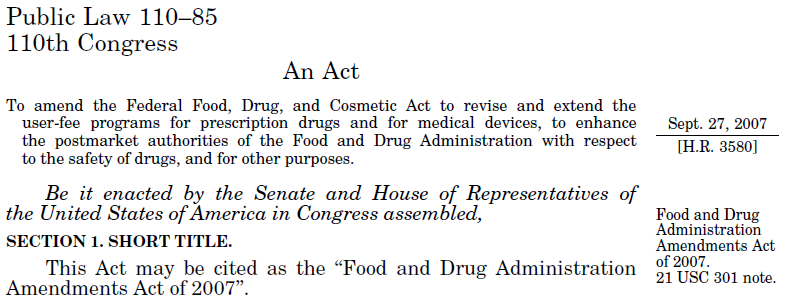 Public Law 110–85
110th Congress
An Act
To amend the Federal Food, Drug, and Cosmetic Act to revise and extend the
user-fee programs for prescription drugs and for medical devices, to enhance
the postmarket authorities of the Food and Drug Administration with respect
to the safety of drugs, and for other purposes.
Sept. 27, 2007
[H.R. 3580]
Be it enacted by the Senate and House of Representatives of
the United States of America in Congress assembled,
SECTION 1. SHORT TITLE.
This Act may be cited as the “Food and Drug Administration
Amendments Act of 2007”.
Food and Drug
Administration
Amendments Act
of 2007.
21 USC 301 note.